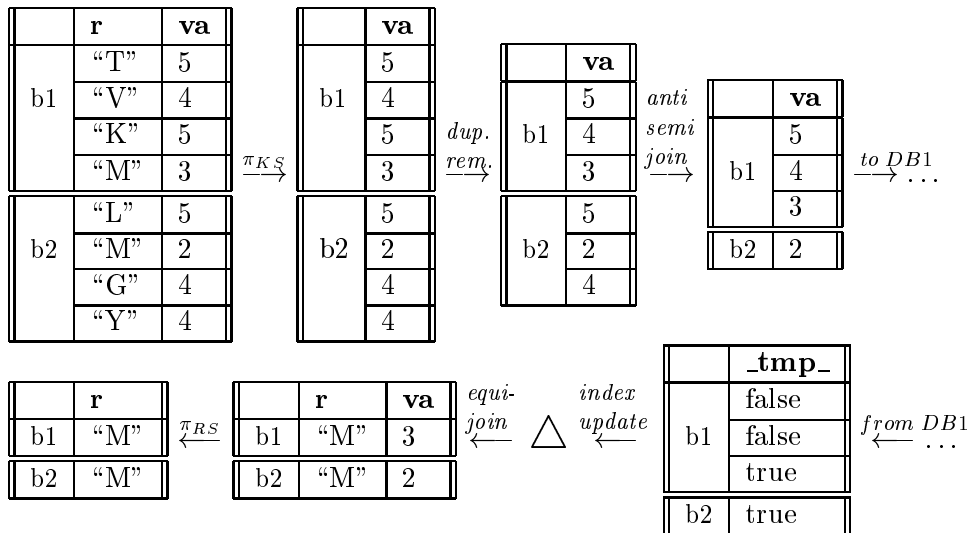 r va
b1 “T” 5
“V” 4
“K” 5
“M” 3
b2 “L” 5
“M” 2
“G” 4
“Y” 4
πKS
va
b1 5
4
5
3
b2 5
2
4
4
dup.
rem.
va
b1 5
4
3
b2 5
2
4
anti
semi
join
va
b1 5
4
3
b2 2
to DB1
...
r
b1 “M”
b2 “M”
πRS
r va
b1 “M” 3
b2 “M” 2
equi-
join
index
update
_tmp_
b1 false
false
true
b2 true
from DB1
...